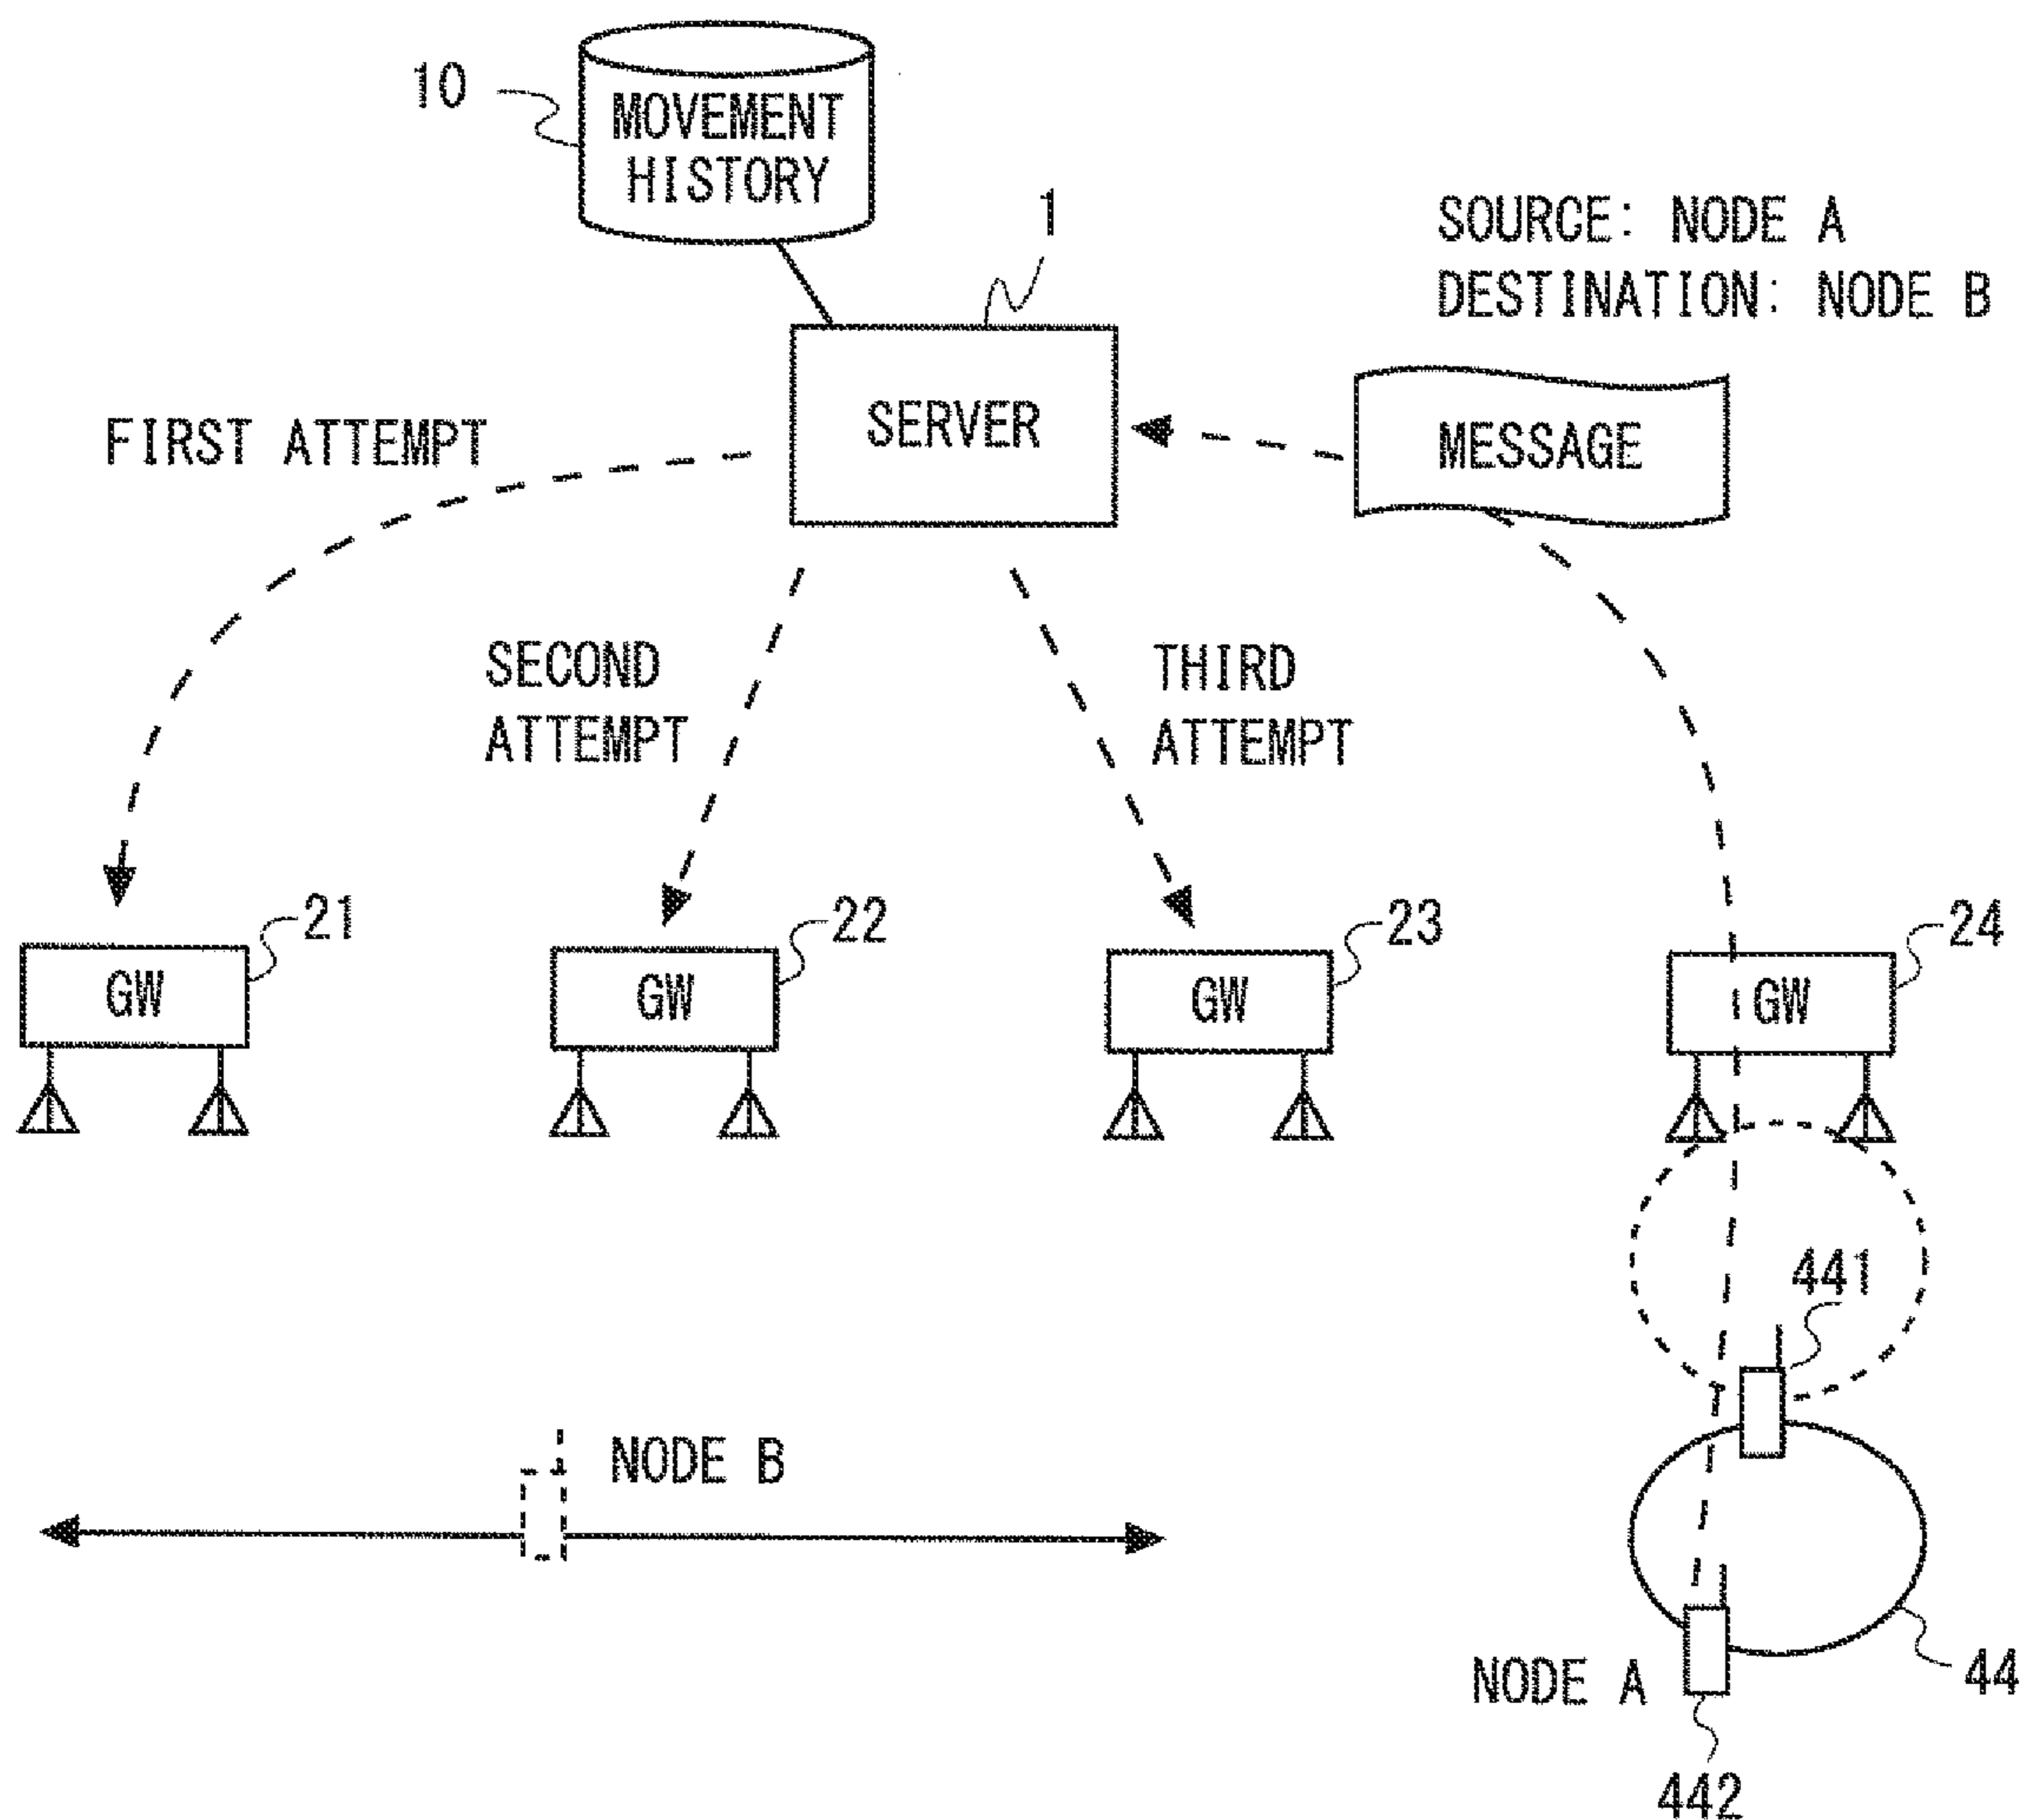 10
MOVEMENT
HISTORY
1
SOURCE: NODE A
DESTINATION: NODE B
SERVER
MESSAGE
FIRST ATTEMPT
SECOND
ATTEMPT
THIRD
ATTEMPT
21
22
23
24
GW
GW
GW
GW
441
NODE B
NODE A
44
442